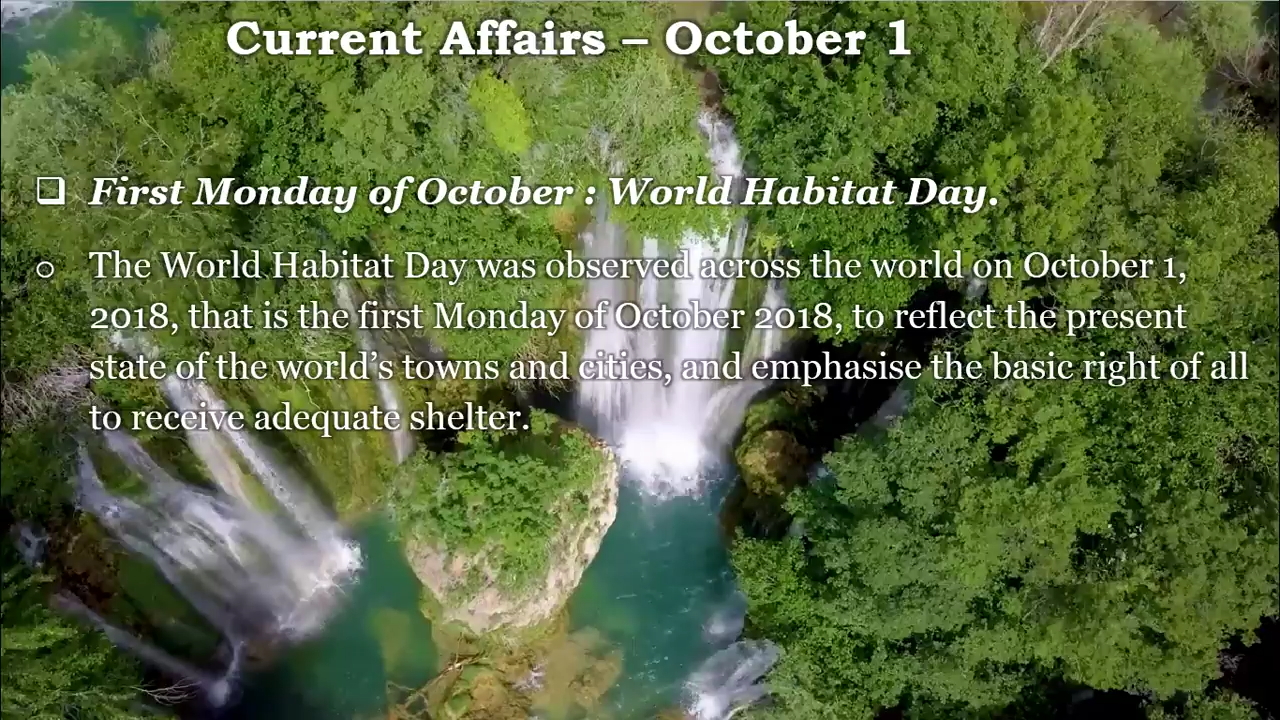 Current Affairs – October 1
❑ First Monday of October : World Habitat Day.
○ The World Habitat Day was observed across the world on October 1,
2018, that is the first Monday of October 2018, to reflect the present
state of the world’s towns and cities, and emphasise the basic right of all
to receive adequate shelter.